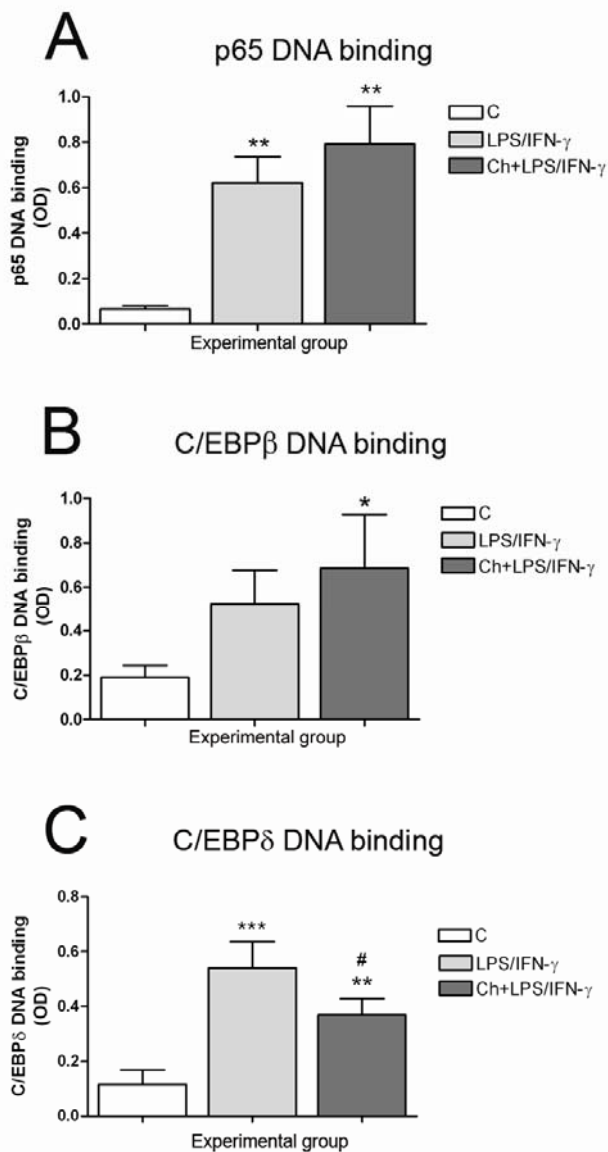 A
p65 DNA binding
p65 DNA binding
(OD)
1.0
0.8
0.6
0.4
0.2
0.0
**
**
Experimental group
C
LPS/IFN-γ
Ch+LPS/IFN-γ
B
C/EBPβ DNA binding
C/EBPβ DNA binding
(OD)
1.0
0.8
0.6
0.4
0.2
0.0
*
Experimental group
C
LPS/IFN-γ
Ch+LPS/IFN-γ
C
C/EBPδ DNA binding
C/EBPδ DNA binding
(OD)
0.8
0.6
0.4
0.2
0.0
***
#
**
Experimental group
C
LPS/IFN-γ
Ch+LPS/IFN-γ